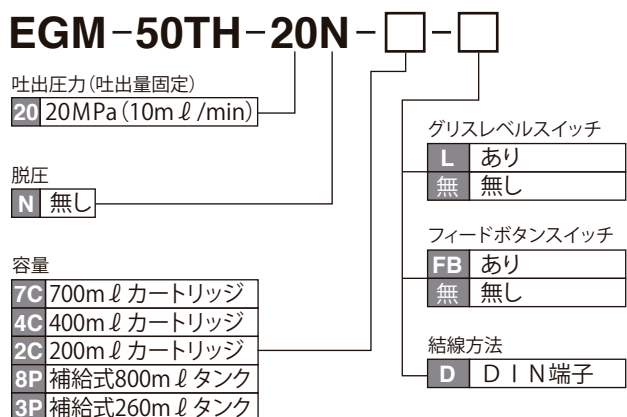 EGM-50TH-20N-□-□
吐出圧力(吐出量固定)
20 20MPa(10mℓ/min)
脱圧
N 無し
容量
7C 700mℓカートリッジ
4C 400mℓカートリッジ
2C 200mℓカートリッジ
8P 補給式800mℓタンク
3P 補給式260mℓタンク
グリスレベルスイッチ
L あり
無 無し
フィードボタンスイッチ
FB あり
無 無し
結線方法
D DIN端子